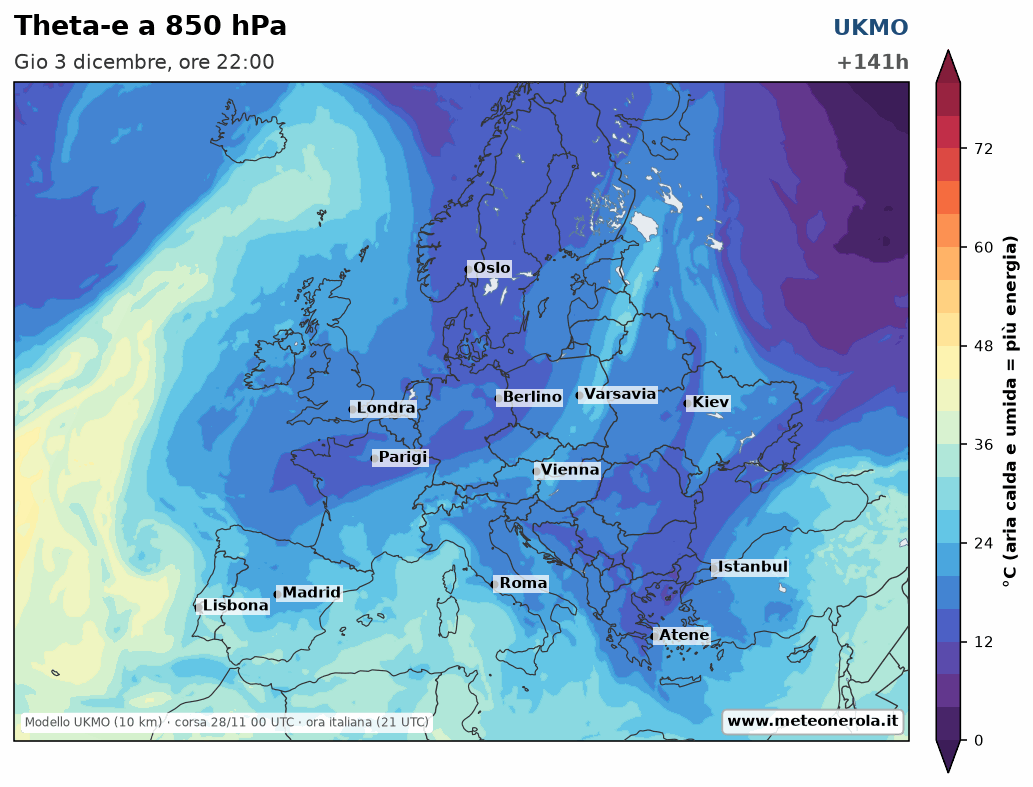 Theta-e a 850 hPa
UKMO
Gio 3 dicembre, ore 22:00
+141h
72
60
48
36
24
12
0
°C (aria calda e umida = più energia)
Oslo
Londra
Berlino
Varsavia
Kiev
Parigi
Vienna
Istanbul
Roma
Madrid
Lisbona
Atene
Modello UKMO (10 km) · corsa 28/11 00 UTC · ora italiana (21 UTC)
www.meteonerola.it